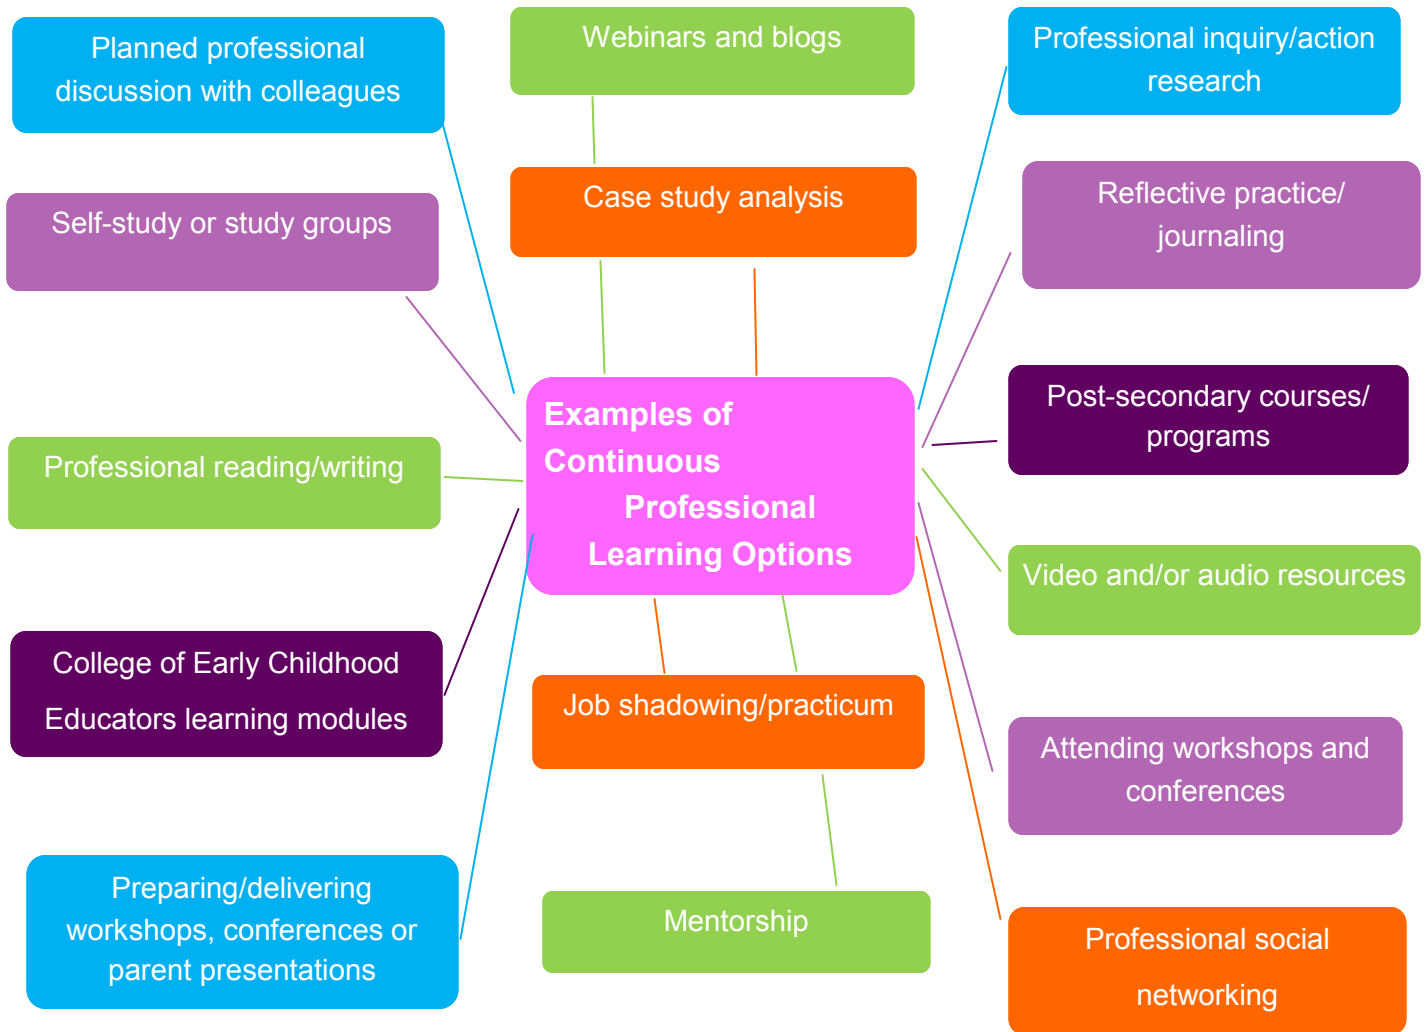 Planned professional
discussion with colleagues
Self-study or study groups
Professional reading/writing
College of Early Childhood
Educators learning modules
Preparing/delivering
workshops, conferences or
parent presentations
Webinars and blogs
Case study analysis
Examples of
Continuous
Professional
Learning Options
Job shadowing/practicum
Mentorship
Professional inquiry/action
research
Reflective practice/
journaling
Post-secondary courses/
programs
Video and/or audio resources
Attending workshops and
conferences
Professional social
networking